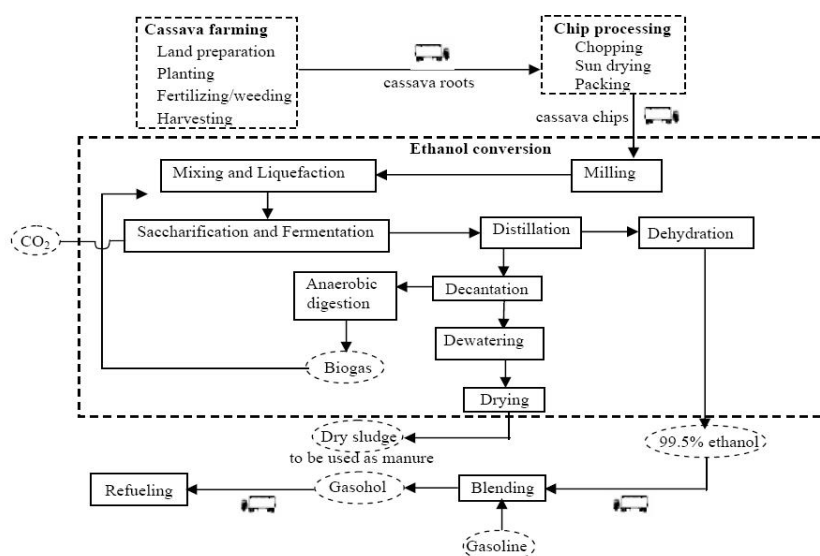 Cassava farming
Land preparation
Planting
Fertilizing/weeding
Harvesting
cassava roots
Chip processing
Chopping
Sun drying
Packing
cassava chips
Ethanol conversion
Mixing and Liquefaction
Milling
CO2
Saccharification and Fermentation
Distillation
Dehydration
Anaerobic
digestion
Decantation
Dewatering
Biogas
Drying
Dry sludge
to be used as manure
99.5% ethanol
Refueling
Gasohol
Blending
Gasoline